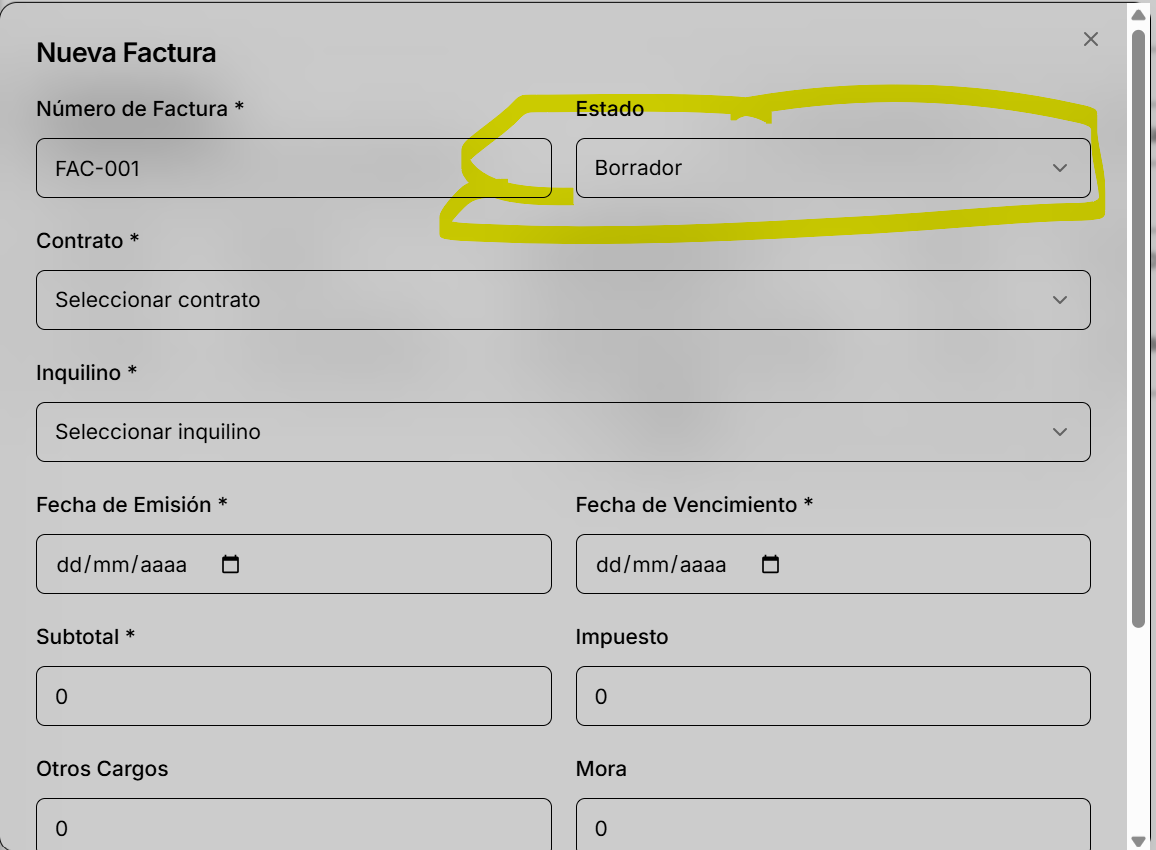 Nueva Factura
Número de Factura * Estado
FAC-001 Borrador
Contrato *
Seleccionar contrato
Inquilino *
Seleccionar inquilino
Fecha de Emisión * Fecha de Vencimiento *
dd/mm/aaaa dd/mm/aaaa
Subtotal * Impuesto
0 0
Otros Cargos Mora
0 0